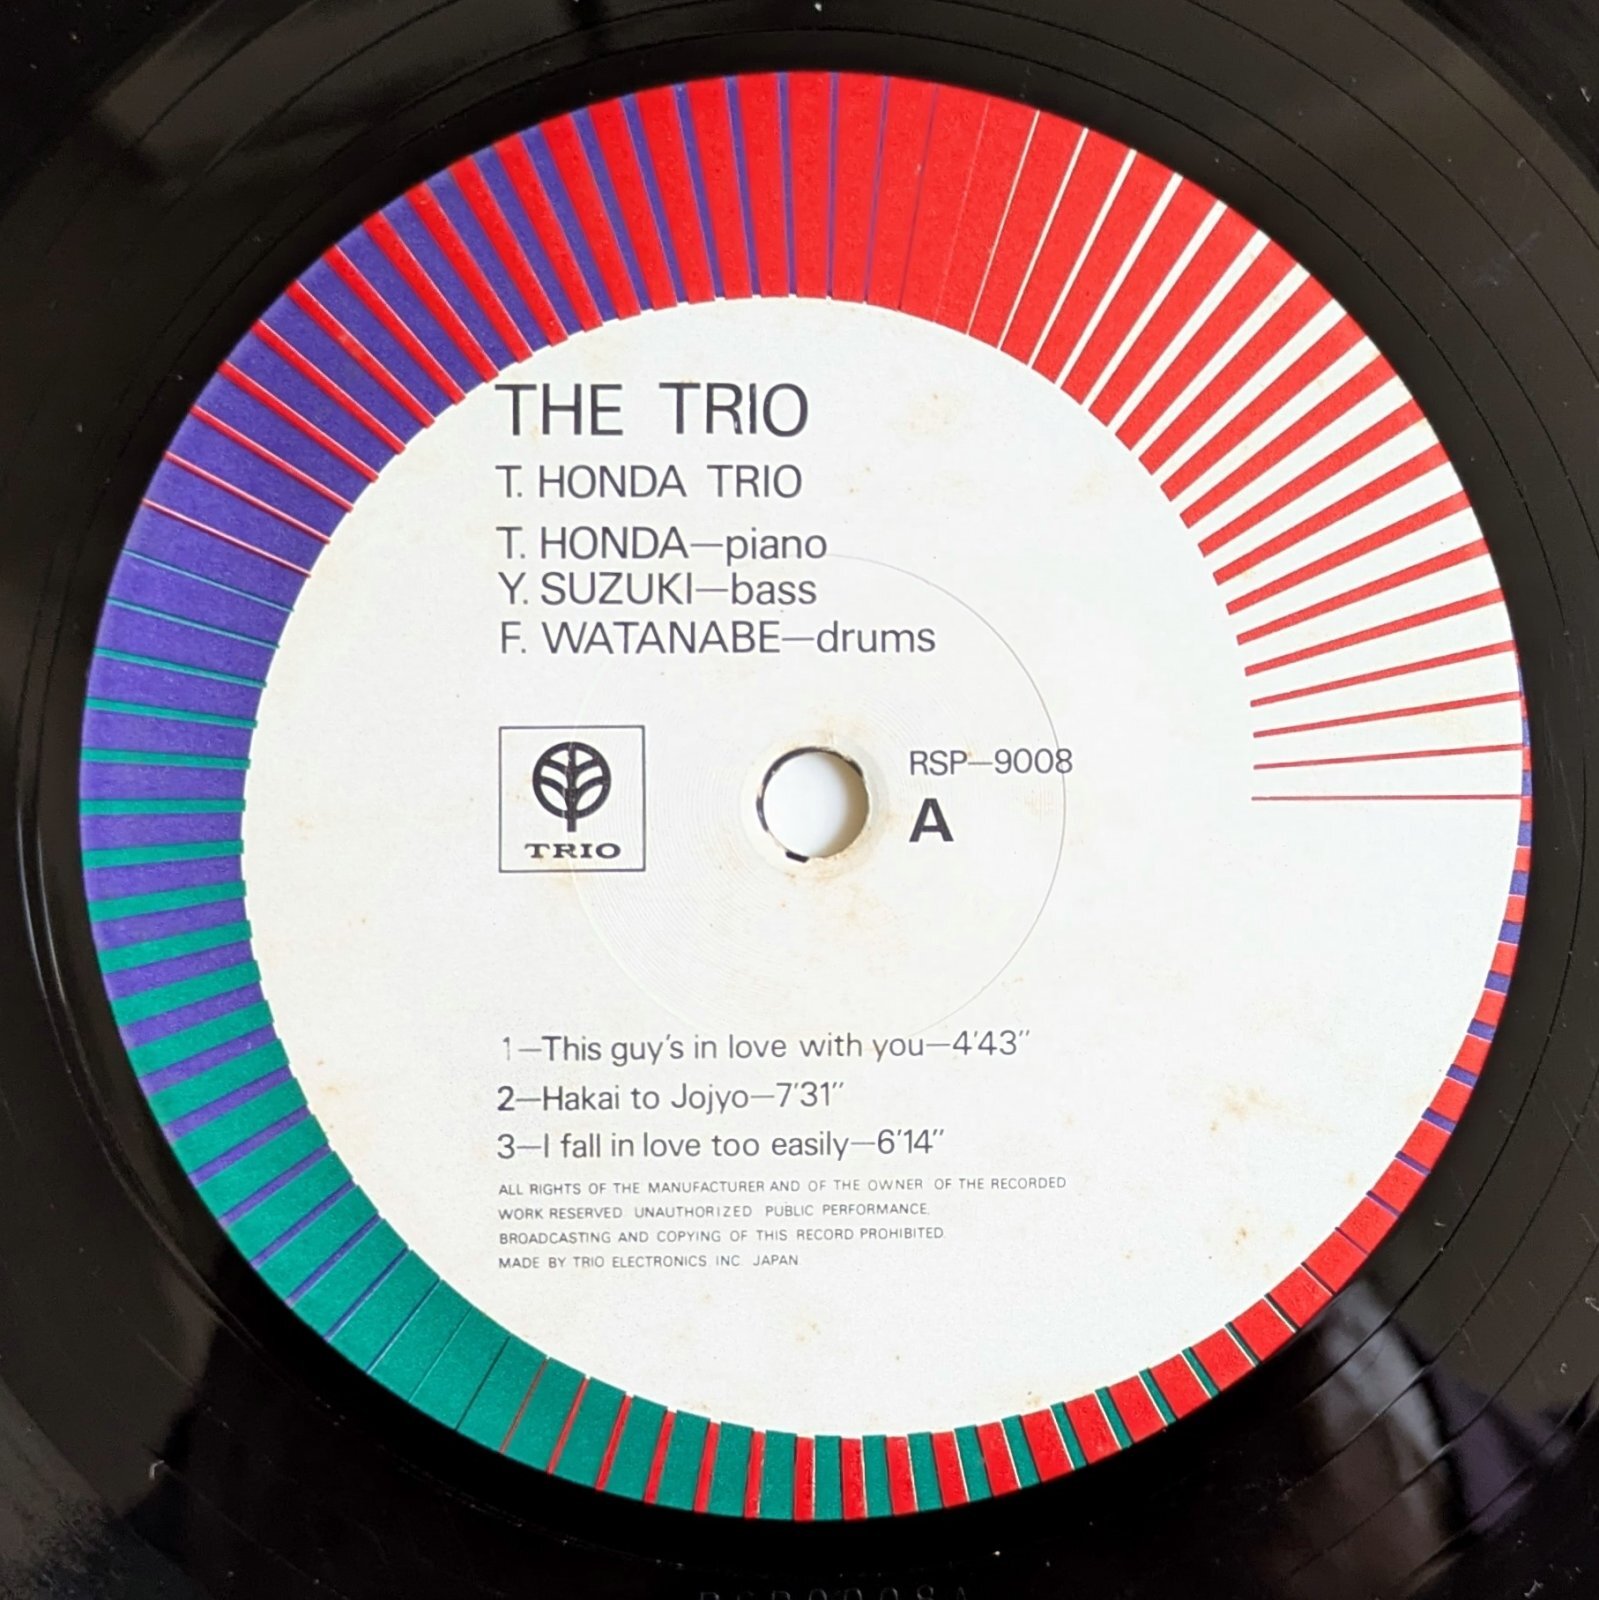 THE TRIO
T. HONDA TRIO
T. HONDA—piano
Y. SUZUKI—bass
F. WATANABE—drums
TRIO
RSP—9008
A
1—This guy's in love with you—4'43"
2—Hakai to Jojyo—7'31"
3—I fall in love too easily—6'14"
ALL RIGHTS OF THE MANUFACTURER AND OF THE OWNER OF THE RECORDED
WORK RESERVED. UNAUTHORIZED PUBLIC PERFORMANCE,
BROADCASTING AND COPYING OF THIS RECORD PROHIBITED.
MADE BY TRIO ELECTRONICS INC. JAPAN